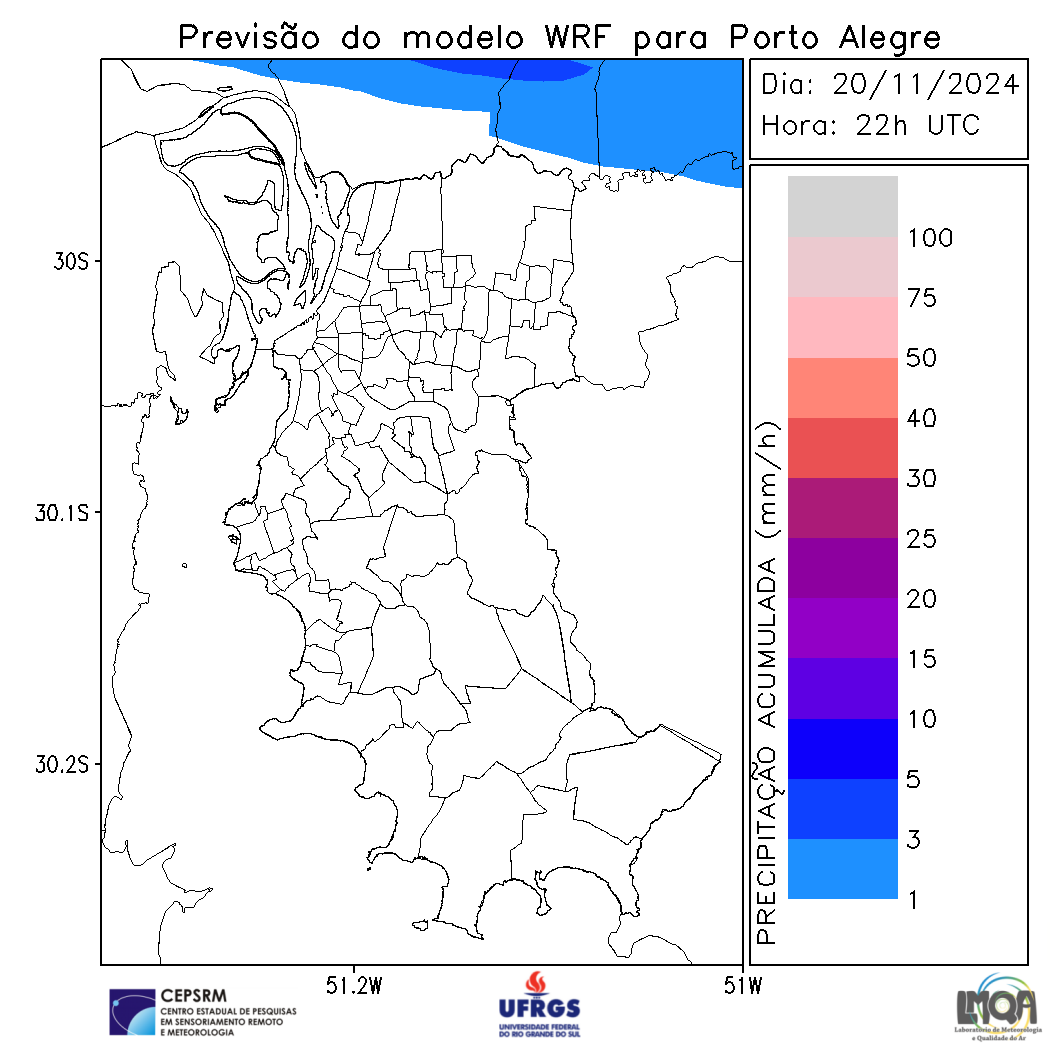 Previsão do modelo WRF para Porto Alegre
Dia: 20/11/2024
Hora: 22h UTC
30S
30.1S
30.2S
51.2W
51W
PRECIPITAÇÃO ACUMULADA (mm/h)
100
75
50
40
30
25
20
15
10
5
3
1
CEPSRM
CENTRO ESTADUAL DE PESQUISAS
EM SENSORIAMENTO REMOTO
E METEOROLOGIA
UFRGS
UNIVERSIDADE FEDERAL
DO RIO GRANDE DO SUL
LMQA
Laboratório de Meteorologia
e Qualidade do Ar